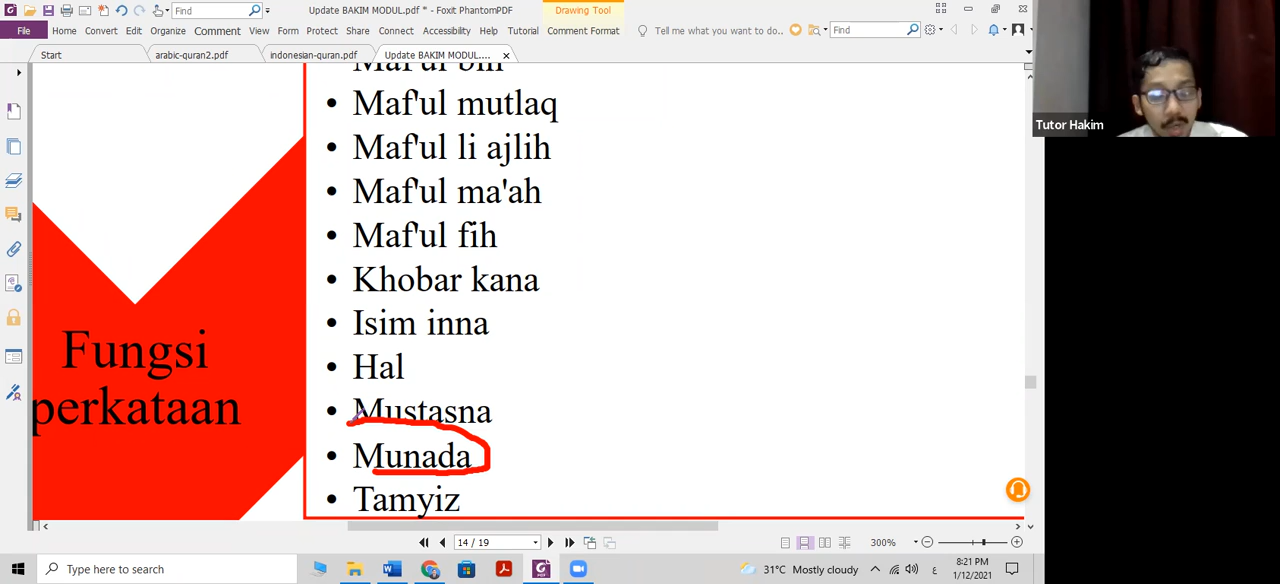 Find
Update BAKIM MODUL.pdf * - Foxit PhantomPDF
Drawing Tool
File Home Convert Edit Organize Comment View Form Protect Share Connect Accessibility Help Tutorial Comment Format
Tell me what you want to do..
Find
Start
arabic-quran2.pdf
indonesian-quran.pdf
Update BAKIM MODUL....
Tutor Hakim
Maf'ul bih
• Maf'ul mutlaq
• Maf'ul li ajlih
• Maf'ul ma'ah
• Maf'ul fih
• Khobar kana
• Isim inna
• Hal
• Mustasna
• Munada
• Tamyiz
Fungsi
perkataan
14 / 19
300%
Type here to search
31°C Mostly cloudy
ع
8:21 PM
1/12/2021